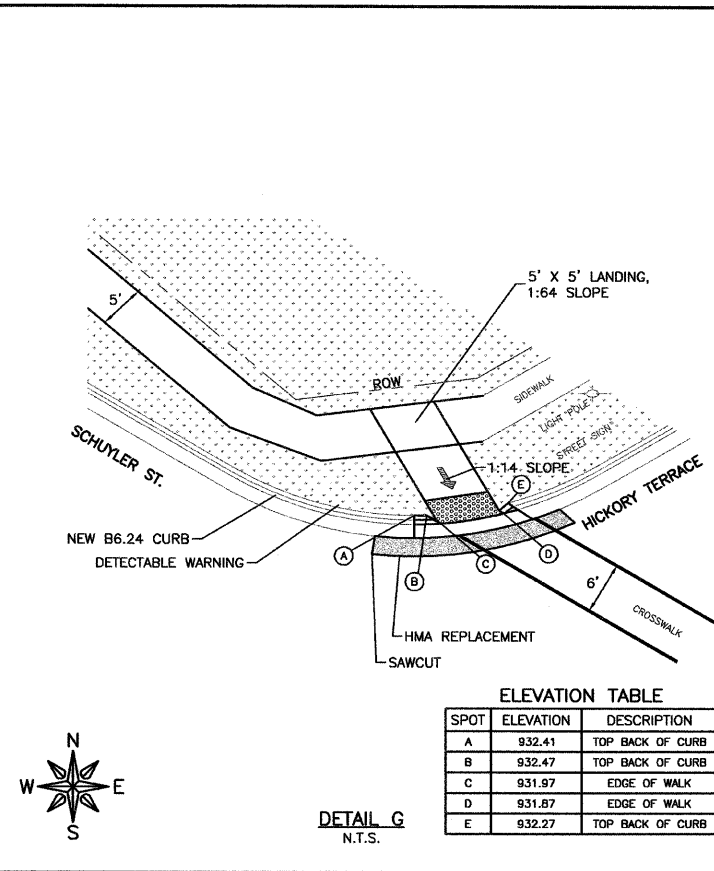 5' X 5' LANDING,
1:64 SLOPE
5'
ROW
SIDEWALK
LIGHT POLE
STREET SIGN
SCHUYLER ST.
1:14 SLOPE
E
HICKORY TERRACE
NEW B6.24 CURB
DETECTABLE WARNING
A
B
C
D
6'
CROSSWALK
HMA REPLACEMENT
SAWCUT
ELEVATION TABLE
SPOT ELEVATION DESCRIPTION
A 932.41 TOP BACK OF CURB
B 932.47 TOP BACK OF CURB
C 931.97 EDGE OF WALK
D 931.87 EDGE OF WALK
E 932.27 TOP BACK OF CURB
N
W E
S
DETAIL G
N.T.S.